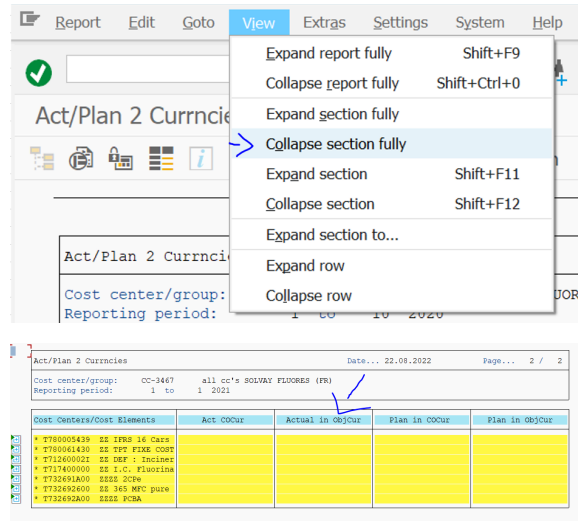 Report Edit Goto View Extras Settings System Help
Expand report fully Shift+F9
Collapse report fully Shift+Ctrl+0
Act/Plan 2 Currncie
Expand section fully
Collapse section fully
Expand section Shift+F11
Collapse section Shift+F12
Expand section to...
Act/Plan 2 Currncie
Expand row
Cost center/group:
Collapse row
Reporting period: 1 to 10 2020
Act/Plan 2 Currncies Date... 22.08.2022 Page... 2 / 2
Cost center/group: CC-3467 all cc's SOLVAY FLUORES (FR)
Reporting period: 1 to 1 2021
Cost Centers/Cost Elements Act COCur Actual in ObjCur Plan in COCur Plan in ObjCur
* T780005439 ZZ IFRS 16 Cars
* T780061430 ZZ TPT FIXE COST
* T71260002I ZZ DEF : Inciner
* T717400000 ZZ I.C. Fluorina
* T732691A00 ZZZZ 2CPe
* T732692600 ZZ 365 MFC pure
* T732692A00 ZZZZ PCBA